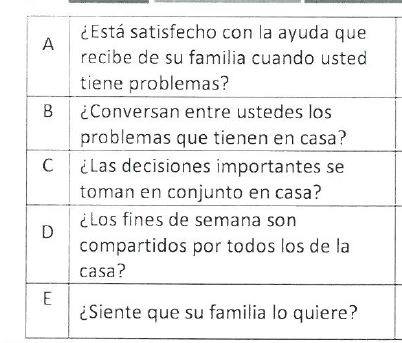 A
¿Está satisfecho con la ayuda que
recibe de su familia cuando usted
tiene problemas?
B
¿Conversan entre ustedes los
problemas que tienen en casa?
C
¿Las decisiones importantes se
toman en conjunto en casa?
D
¿Los fines de semana son
compartidos por todos los de la
casa?
E
¿Siente que su familia lo quiere?